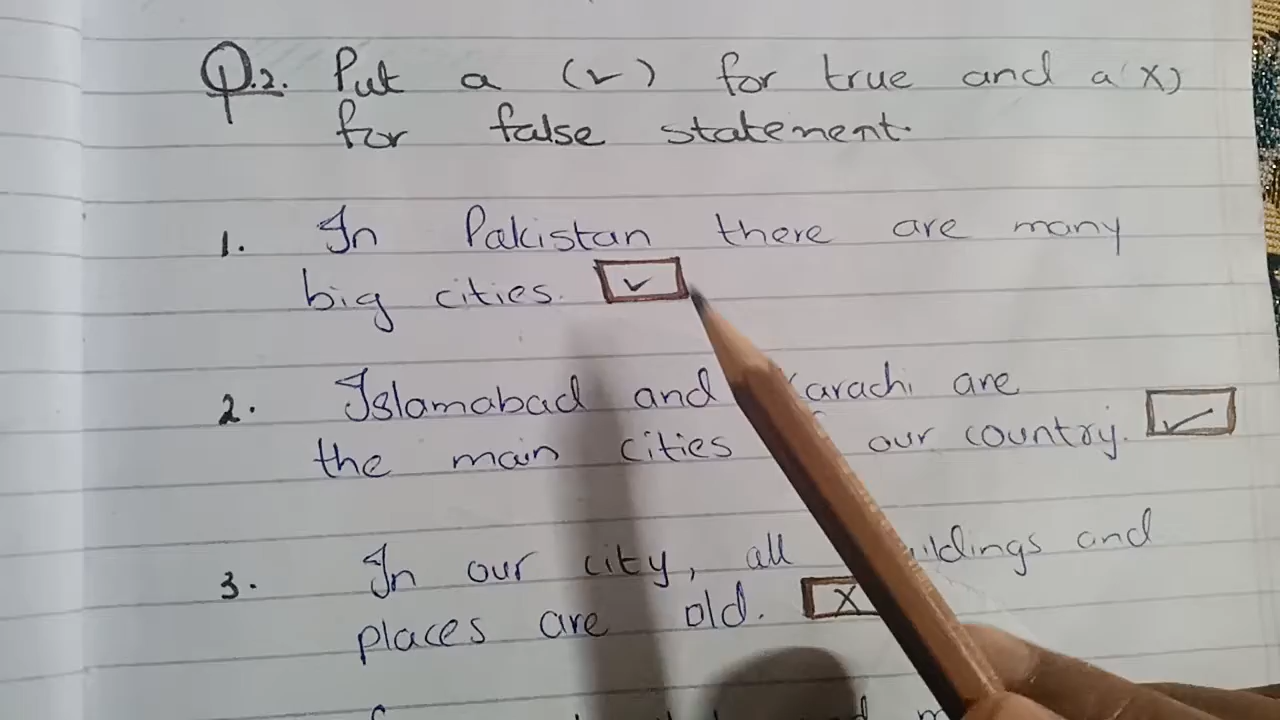 Q.2. Put a (✓) for true and a (X)
for false statement.
1. In Pakistan there are many
big cities. ✓
2. Islamabad and Karachi are
the main cities our country. ✓
3. In our city, all buildings and
places are old. X